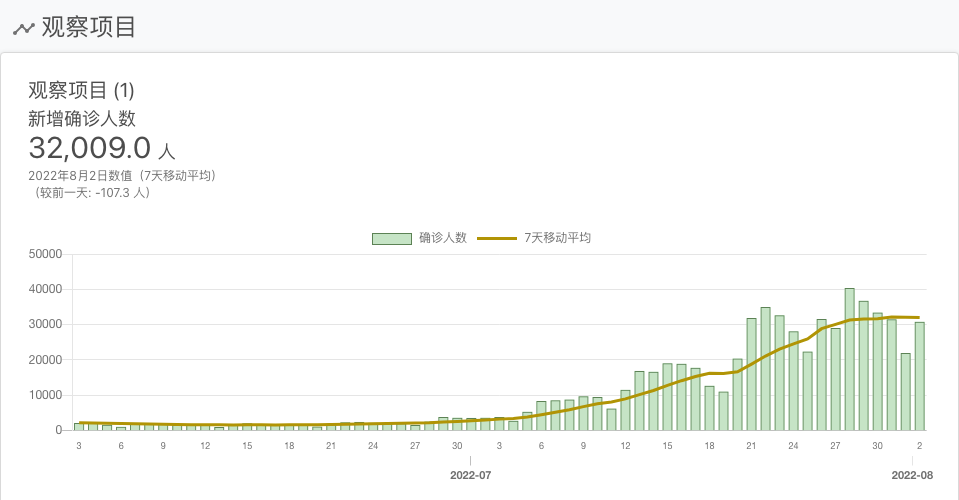 观察项目
观察项目 (1)
新增确诊人数
32,009.0 人
2022年8月2日数值（7天移动平均）
（较前一天: -107.3 人）
确诊人数 7天移动平均
50000
40000
30000
20000
10000
0
3 6 9 12 15 18 21 24 27 30 3 6 9 12 15 18 21 24 27 30 2
2022-07 2022-08